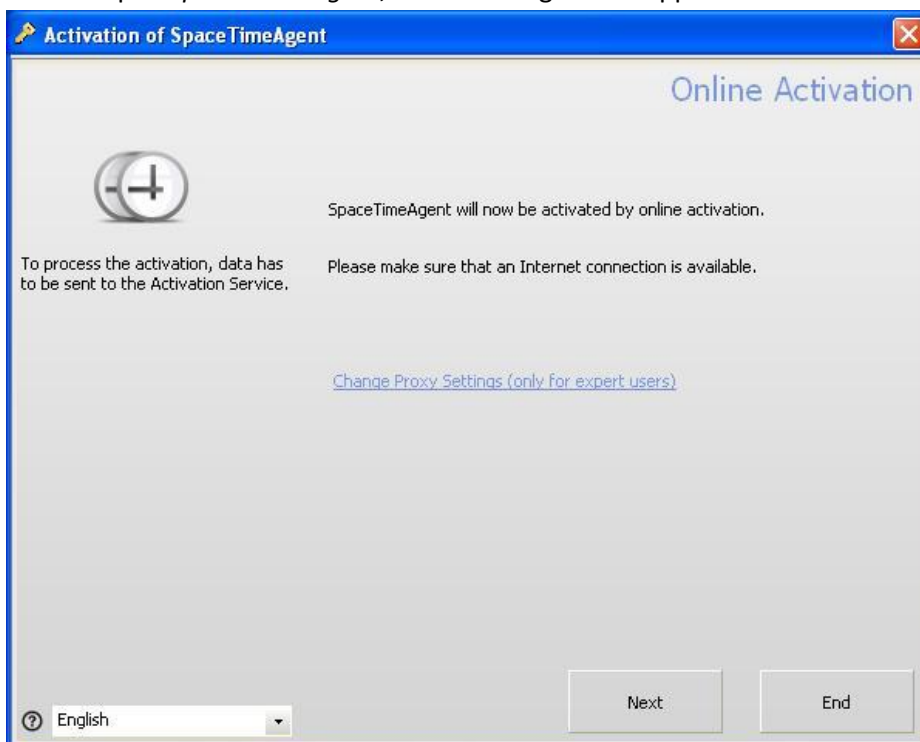 Activation of SpaceTimeAgent
Online Activation
SpaceTimeAgent will now be activated by online activation.
To process the activation, data has
to be sent to the Activation Service.
Please make sure that an Internet connection is available.
Change Proxy Settings (only for expert users)
Next
End
English